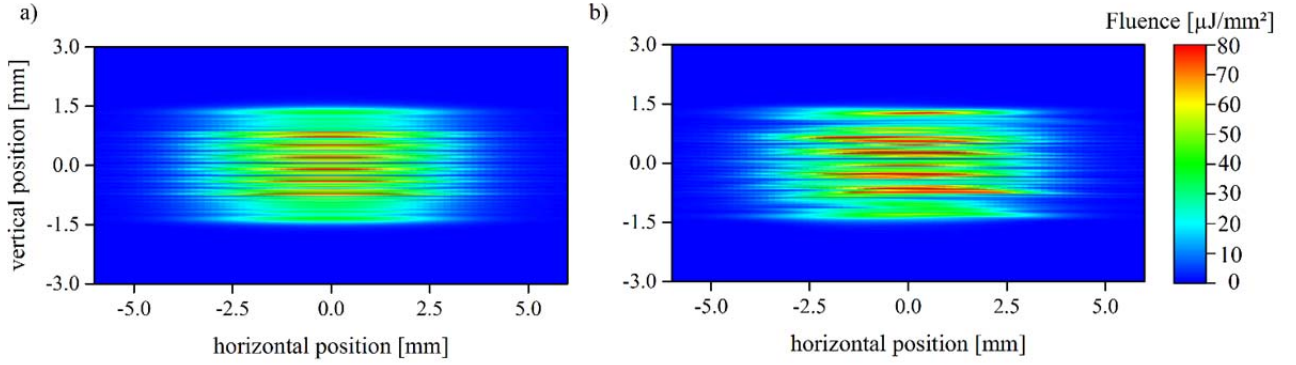 a)
b)
Fluence [µJ/mm²]
vertical position [mm]
3.0
1.5
0.0
-1.5
-3.0
-5.0 -2.5 0.0 2.5 5.0
horizontal position [mm]
3.0
1.5
0.0
-1.5
-3.0
-5.0 -2.5 0.0 2.5 5.0
horizontal position [mm]
80
70
60
50
40
30
20
10
0